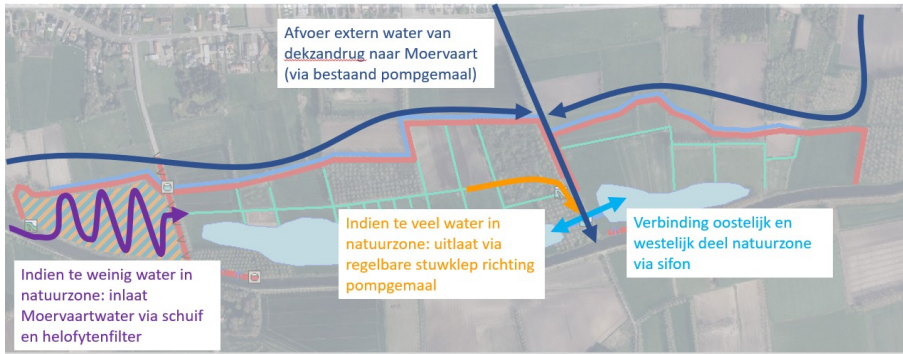 Afvoer extern water van
dekzandrug naar Moervaart
(via bestaand pompgemaal)
Indien te veel water in
natuurzone: uitlaat via
regelbare stuwklep richting
pompgemaal
Verbinding oostelijk en
westelijk deel natuurzone
via sifon
Indien te weinig water in
natuurzone: inlaat
Moervaartwater via schuif
en helofytenfilter